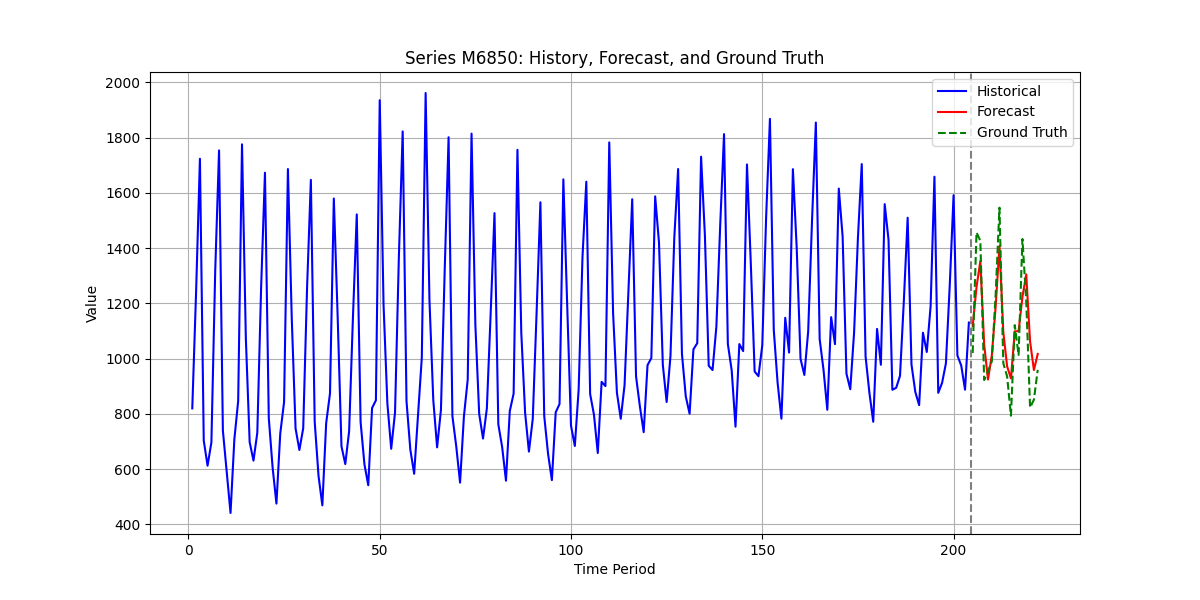 Series M6850: History, Forecast, and Ground Truth
Historical
Forecast
Ground Truth
Value
2000
1800
1600
1400
1200
1000
800
600
400
0
50
100
150
200
Time Period